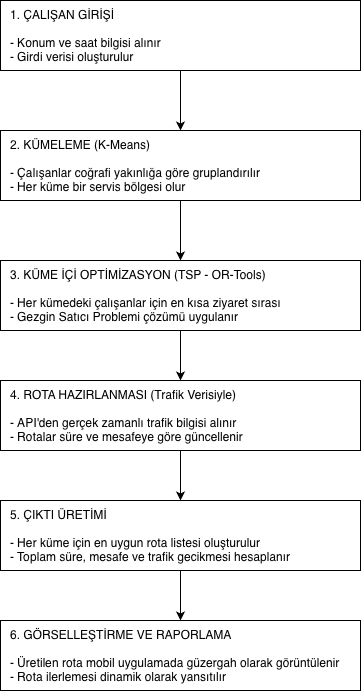 1. ÇALIŞAN GİRİŞİ
- Konum ve saat bilgisi alınır
- Girdi verisi oluşturulur
2. KÜMELEME (K-Means)
- Çalışanlar coğrafi yakınlığa göre gruplandırılır
- Her küme bir servis bölgesi olur
3. KÜME İÇİ OPTİMİZASYON (TSP - OR-Tools)
- Her kümedeki çalışanlar için en kısa ziyaret sırası
- Gezgin Satıcı Problemi çözümü uygulanır
4. ROTA HAZIRLANMASI (Trafik Verisiyle)
- API'den gerçek zamanlı trafik bilgisi alınır
- Rotalar süre ve mesafeye göre güncellenir
5. ÇIKTI ÜRETİMİ
- Her küme için en uygun rota listesi oluşturulur
- Toplam süre, mesafe ve trafik gecikmesi hesaplanır
6. GÖRSELLEŞTİRME VE RAPORLAMA
- Üretilen rota mobil uygulamada güzergah olarak görüntülenir
- Rota ilerlemesi dinamik olarak yansıtılır